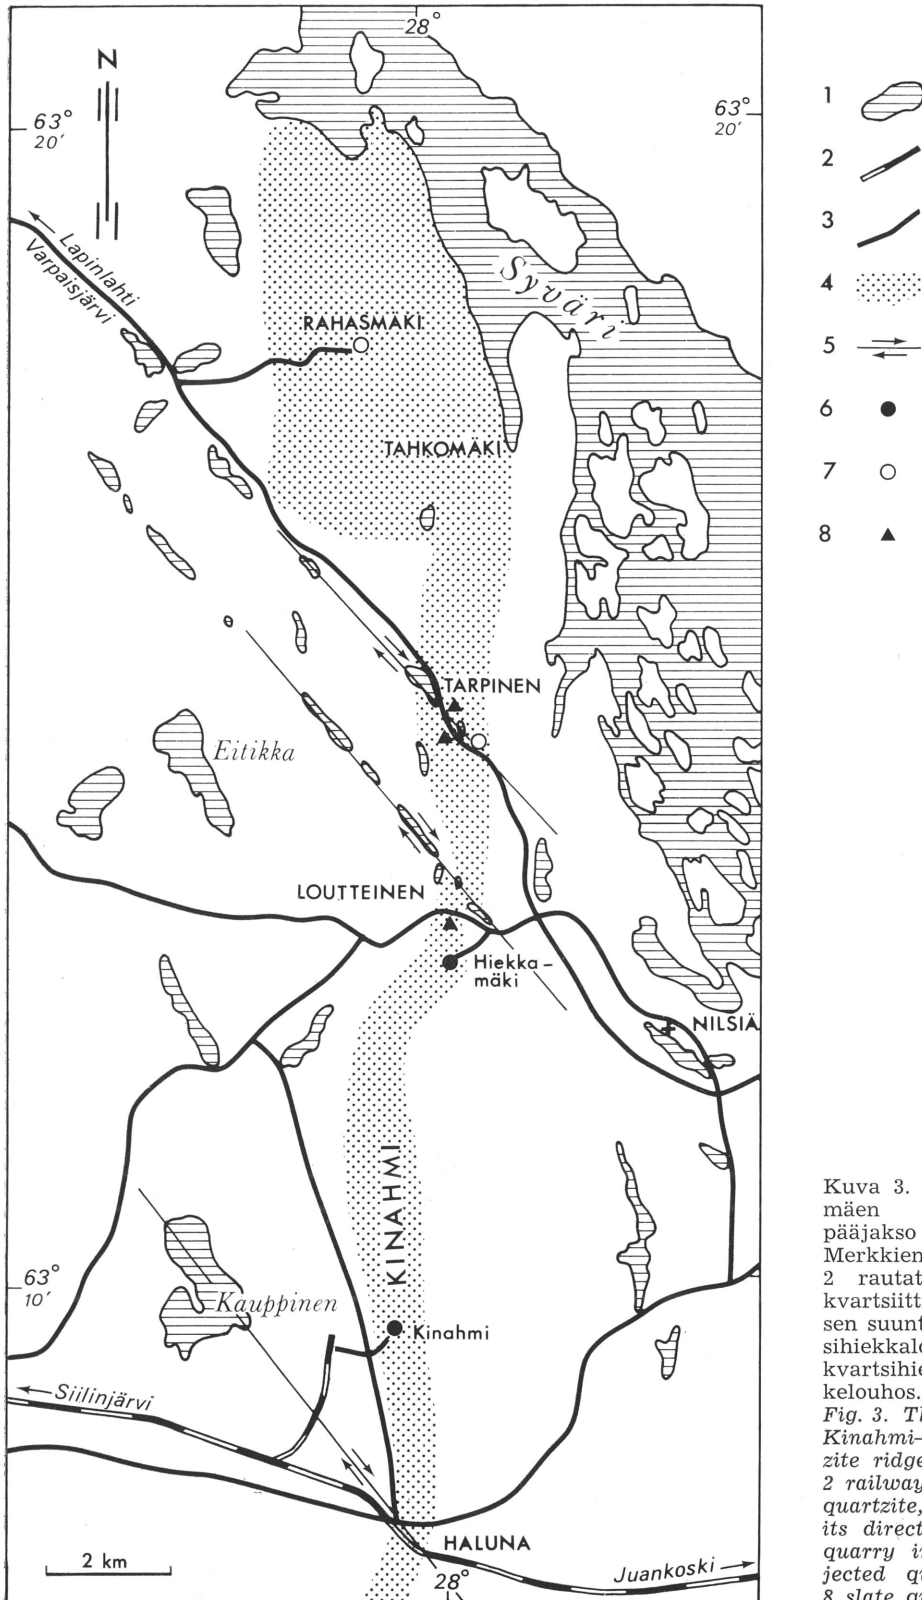 28°
N
63°
20′
63°
20′
Lapinlahti
Varpaisjärvi
Syväri
RAHASMÄKI
TAHKOMÄKI
TARPINEN
Eitikka
LOUTTEINEN
Hiekka–
mäki
NILSIÄ
KINAHMI
63°
10′
Kauppinen
Kinahmi
Siilinjärvi
HALUNA
2 km
Juankoski
28°
1
2
3
4
5
6
7
8
Kuva 3.
mäen
pääjakso
Merkkien
2 rautat
kvartsiitt
sen suunt
sihiekkalo
kvartsihie
kelouhos.
Fig. 3. Th
Kinahmi–
zite ridge
2 railway
quartzite,
its direct
quarry i
jected qu
8 slate qu